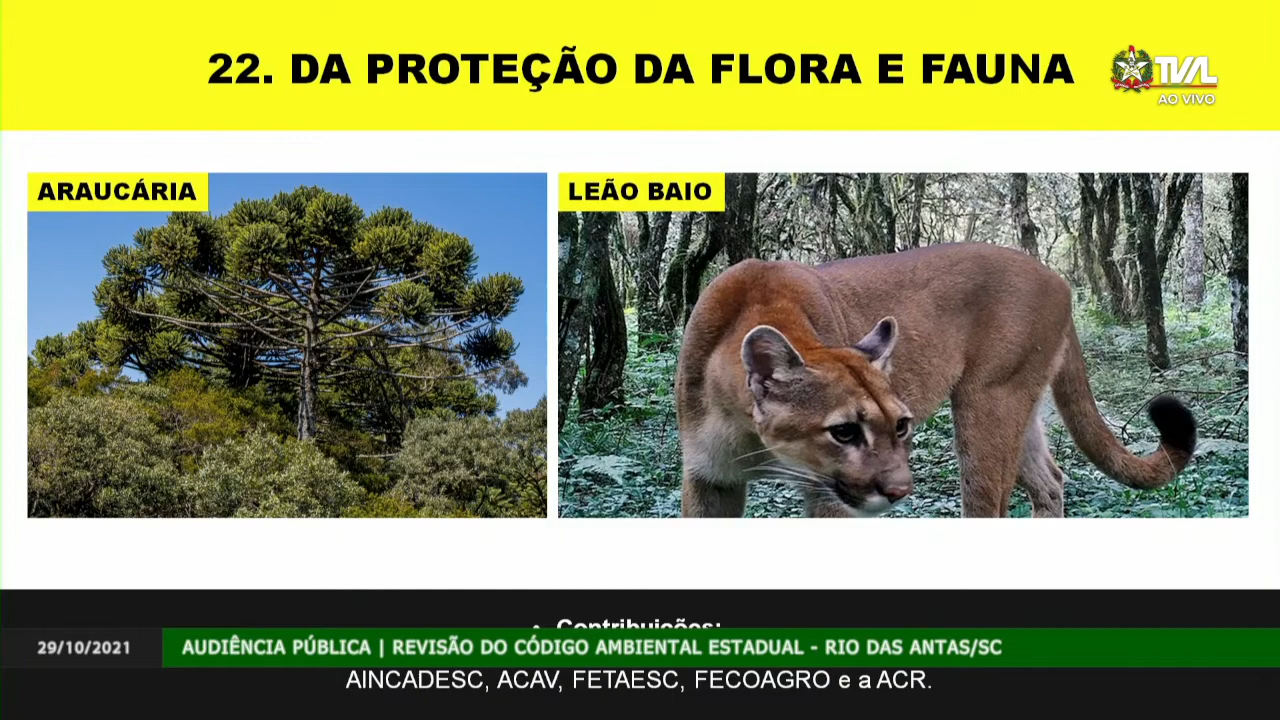 22. DA PROTEÇÃO DA FLORA E FAUNA
TVAL
AO VIVO
ARAUCÁRIA
LEÃO BAIO
• Contribuições:
29/10/2021
AUDIÊNCIA PÚBLICA | REVISÃO DO CÓDIGO AMBIENTAL ESTADUAL - RIO DAS ANTAS/SC
AINCADESC, ACAV, FETAESC, FECOAGRO e a ACR.